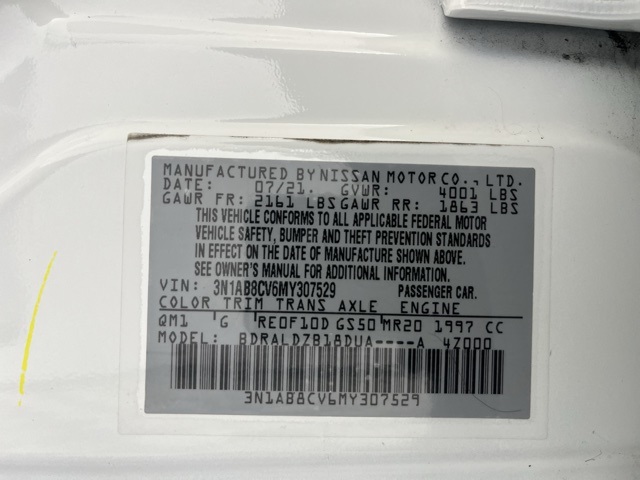 MANUFACTURED BY NISSAN MOTOR CO., LTD.
DATE: 07/21. GVWR: 4001 LBS
GAWR FR: 2161 LBS GAWR RR: 1863 LBS
THIS VEHICLE CONFORMS TO ALL APPLICABLE FEDERAL MOTOR
VEHICLE SAFETY, BUMPER AND THEFT PREVENTION STANDARDS
IN EFFECT ON THE DATE OF MANUFACTURE SHOWN ABOVE.
SEE OWNER'S MANUAL FOR ADDITIONAL INFORMATION.
VIN: 3N1AB8CV6MY307529 PASSENGER CAR.
COLOR TRIM TRANS AXLE ENGINE
QM1 G RE0F10D GS50 MR20 1997 CC
MODEL: BDRALDZB18DUA----A 4Z000
3N1AB8CV6MY307529